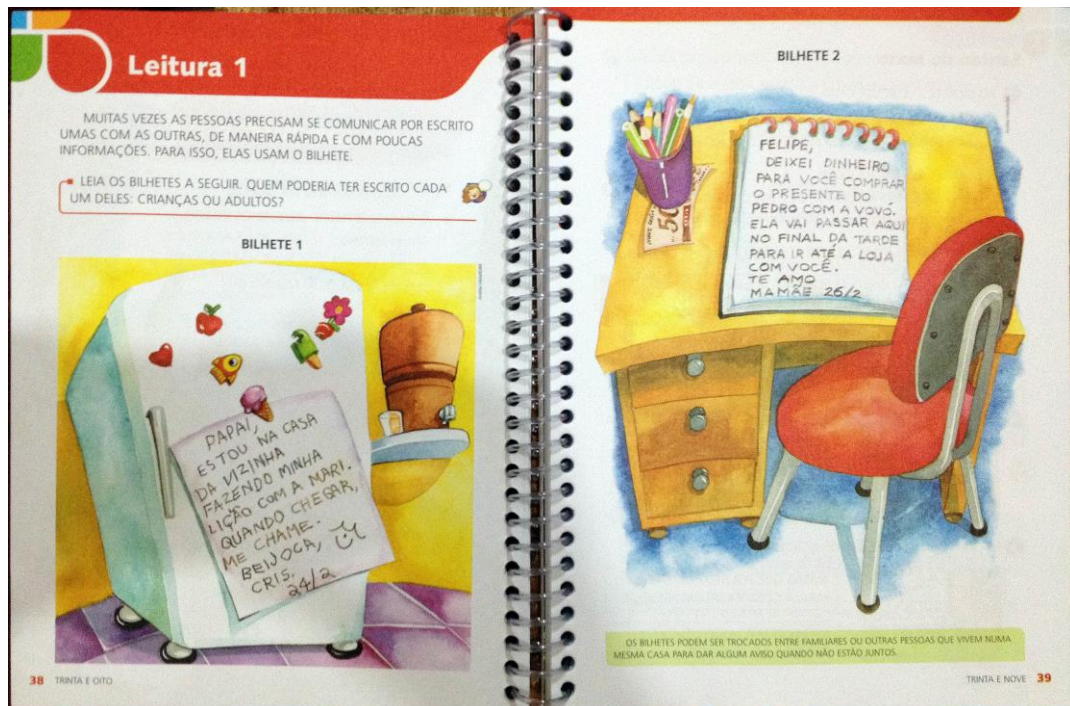 Leitura 1
MUITAS VEZES AS PESSOAS PRECISAM SE COMUNICAR POR ESCRITO
UMAS COM AS OUTRAS, DE MANEIRA RÁPIDA E COM POUCAS
INFORMAÇÕES. PARA ISSO, ELAS USAM O BILHETE.
LEIA OS BILHETES A SEGUIR. QUEM PODERIA TER ESCRITO CADA
UM DELES: CRIANÇAS OU ADULTOS?
BILHETE 1
PAPAI,
ESTOU NA CASA
DA VIZINHA
FAZENDO MINHA
LIÇÃO COM A MARI.
QUANDO CHEGAR,
ME CHAME.
BEIJOCA,
CRIS.
24/2
38 TRINTA E OITO
BILHETE 2
50
FELIPE,
DEIXEI DINHEIRO
PARA VOCÊ COMPRAR
O PRESENTE DO
PEDRO COM A VOVÓ.
ELA VAI PASSAR AQUI
NO FINAL DA TARDE
PARA IR ATÉ A LOJA
COM VOCÊ.
TE AMO
MAMÃE 26/2
OS BILHETES PODEM SER TROCADOS ENTRE FAMILIARES OU OUTRAS PESSOAS QUE VIVEM NUMA
MESMA CASA PARA DAR ALGUM AVISO QUANDO NÃO ESTÃO JUNTOS.
TRINTA E NOVE 39